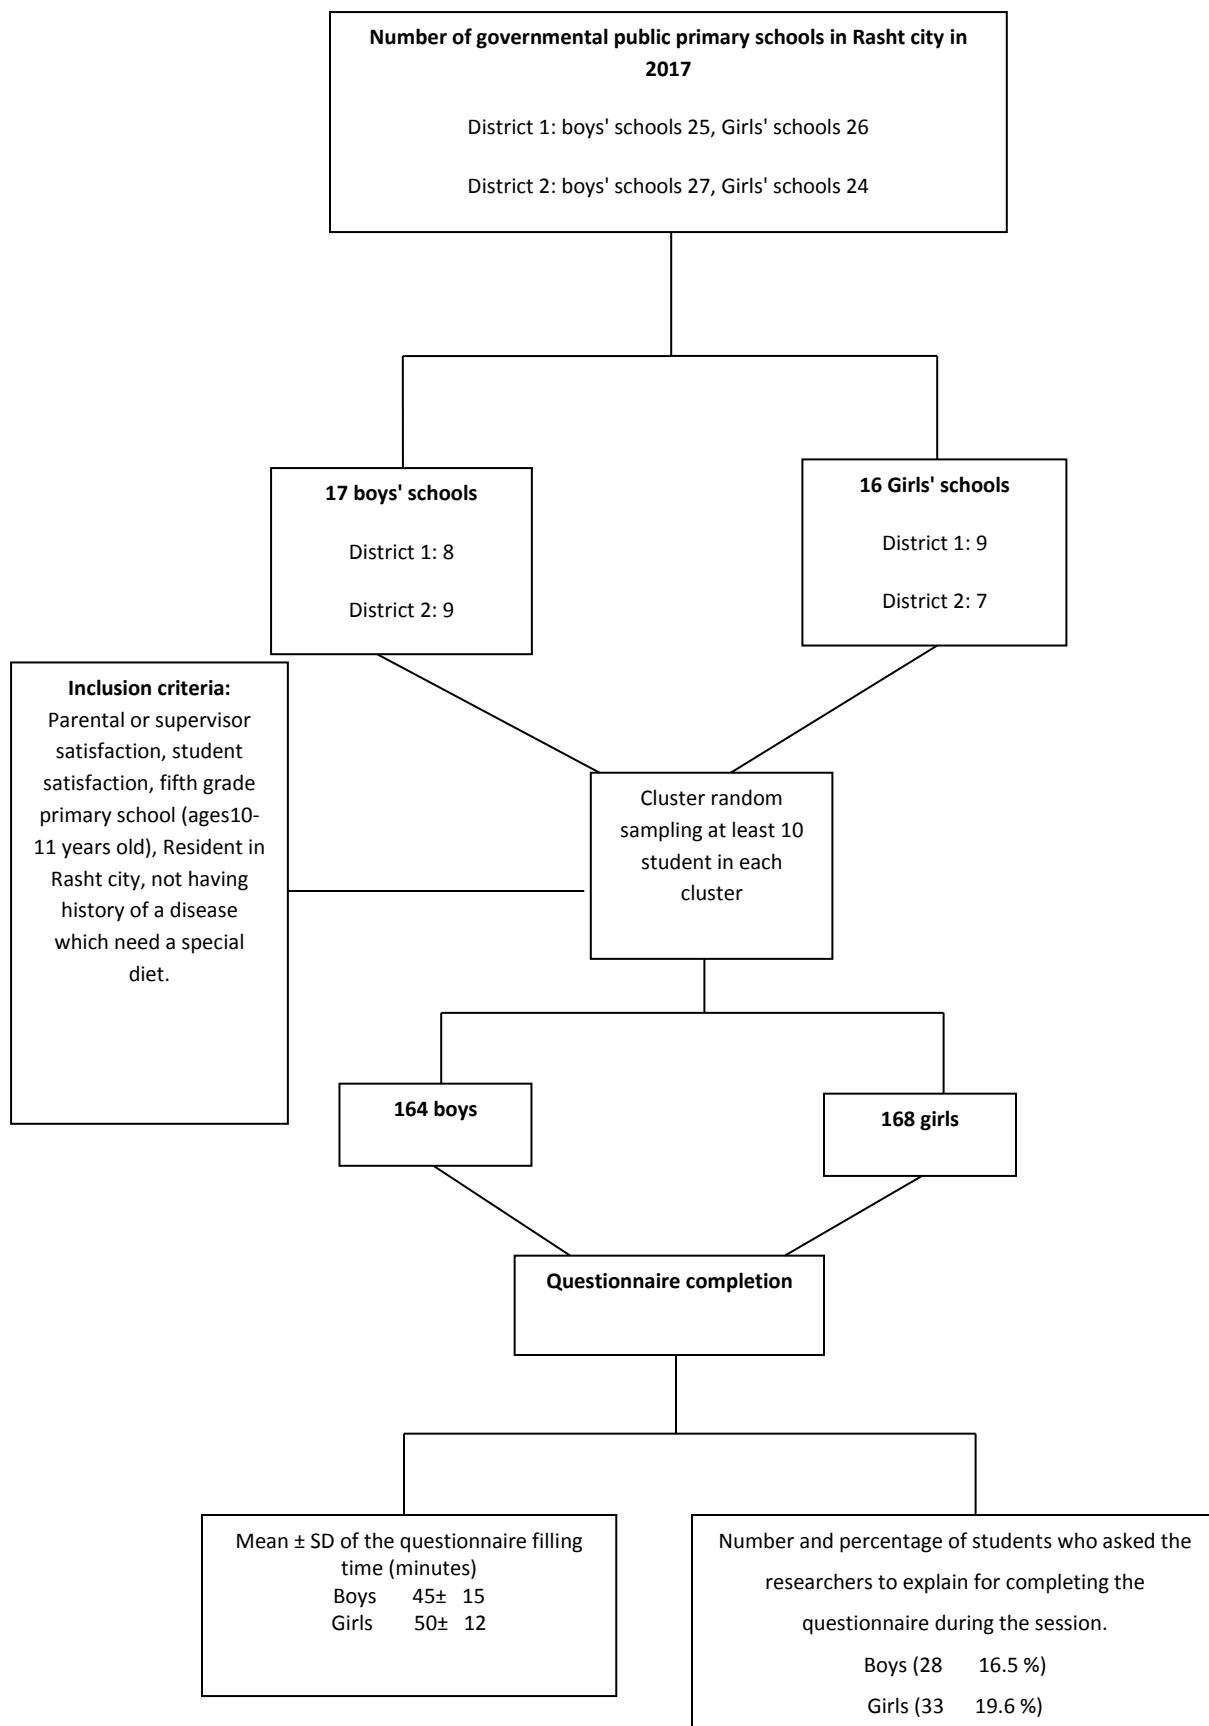 Number of governmental public primary schools in Rasht city in
2017
District 1: boys' schools 25, Girls' schools 26
District 2: boys' schools 27, Girls' schools 24
17 boys' schools
District 1: 8
District 2: 9
16 Girls' schools
District 1: 9
District 2: 7
Inclusion criteria:
Parental or supervisor
satisfaction, student
satisfaction, fifth grade
primary school (ages10-
11 years old), Resident in
Rasht city, not having
history of a disease
which need a special
diet.
Cluster random
sampling at least 10
student in each
cluster
164 boys
168 girls
Questionnaire completion
Mean ± SD of the questionnaire filling
time (minutes)
Boys 45± 15
Girls 50± 12
Number and percentage of students who asked the
researchers to explain for completing the
questionnaire during the session.
Boys (28 16.5 %)
Girls (33 19.6 %)